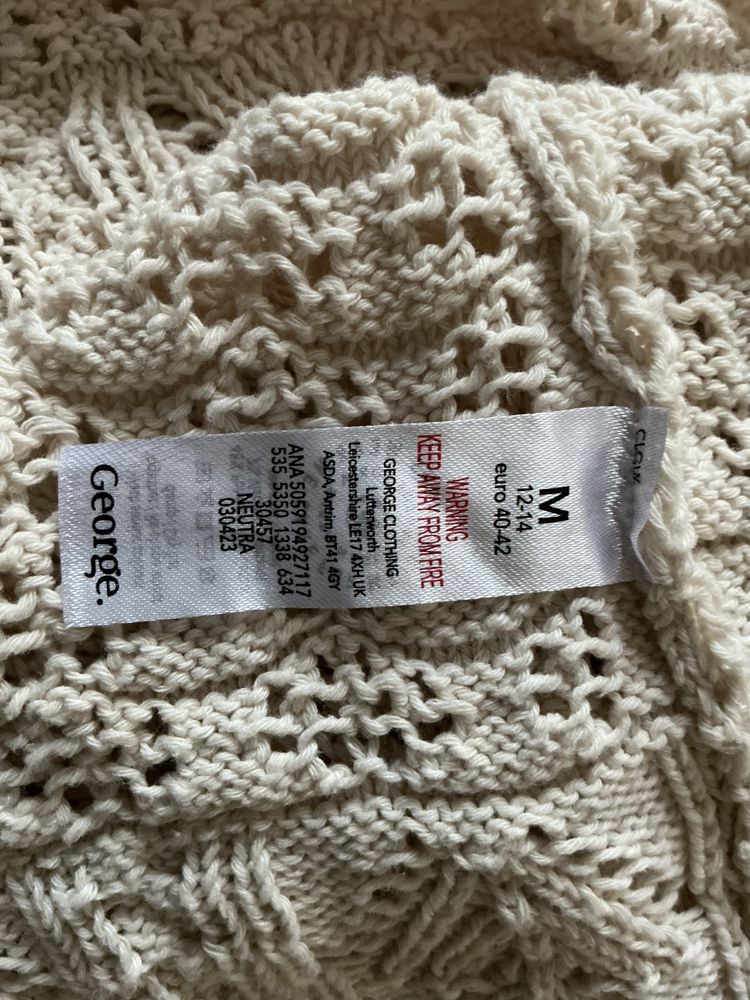 M
12-14
euro 40-42
WARNING
KEEP AWAY FROM FIRE
GEORGE CLOTHING
Lutterworth
Leicestershire LE17 4XH UK
ASDA, Antrim, BT41 4GY
ANA 5059194927117
535 5350 1338 634
30457
NEUTRA
030423
George.